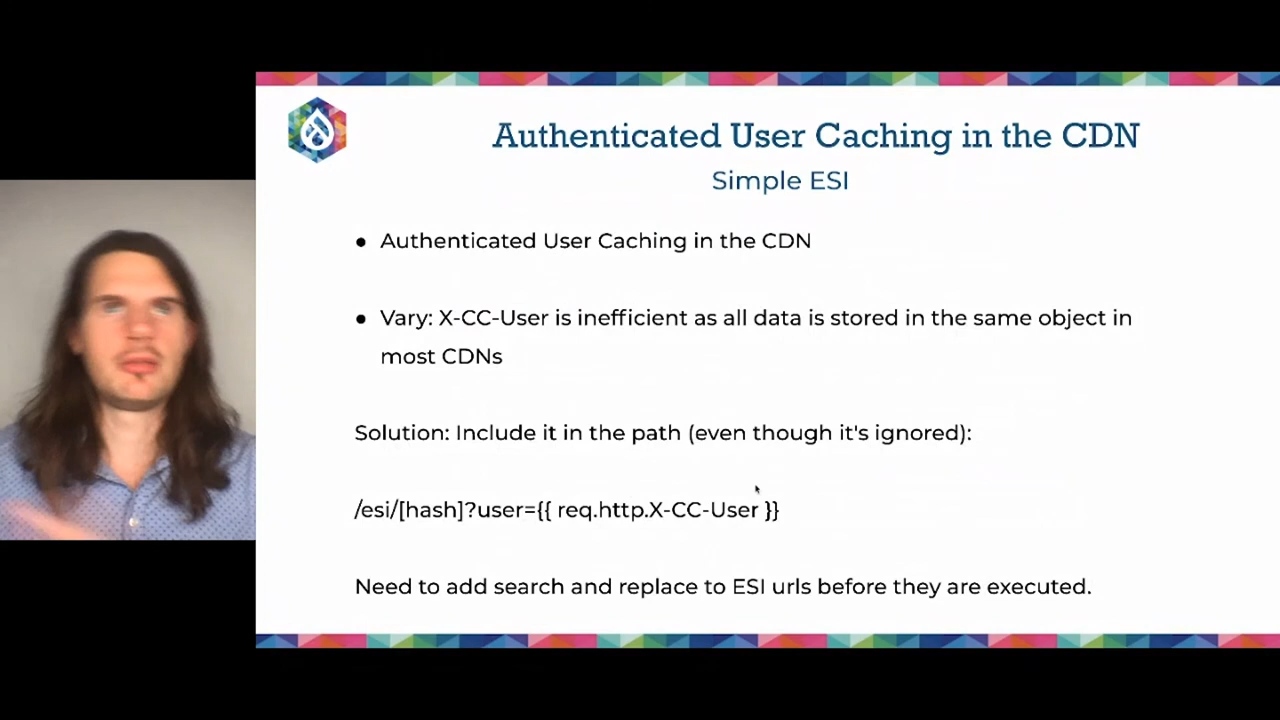 Authenticated User Caching in the CDN
Simple ESI
● Authenticated User Caching in the CDN
● Vary: X-CC-User is inefficient as all data is stored in the same object in
most CDNs
Solution: Include it in the path (even though it's ignored):
/esi/[hash]?user={{ req.http.X-CC-User }}
Need to add search and replace to ESI urls before they are executed.